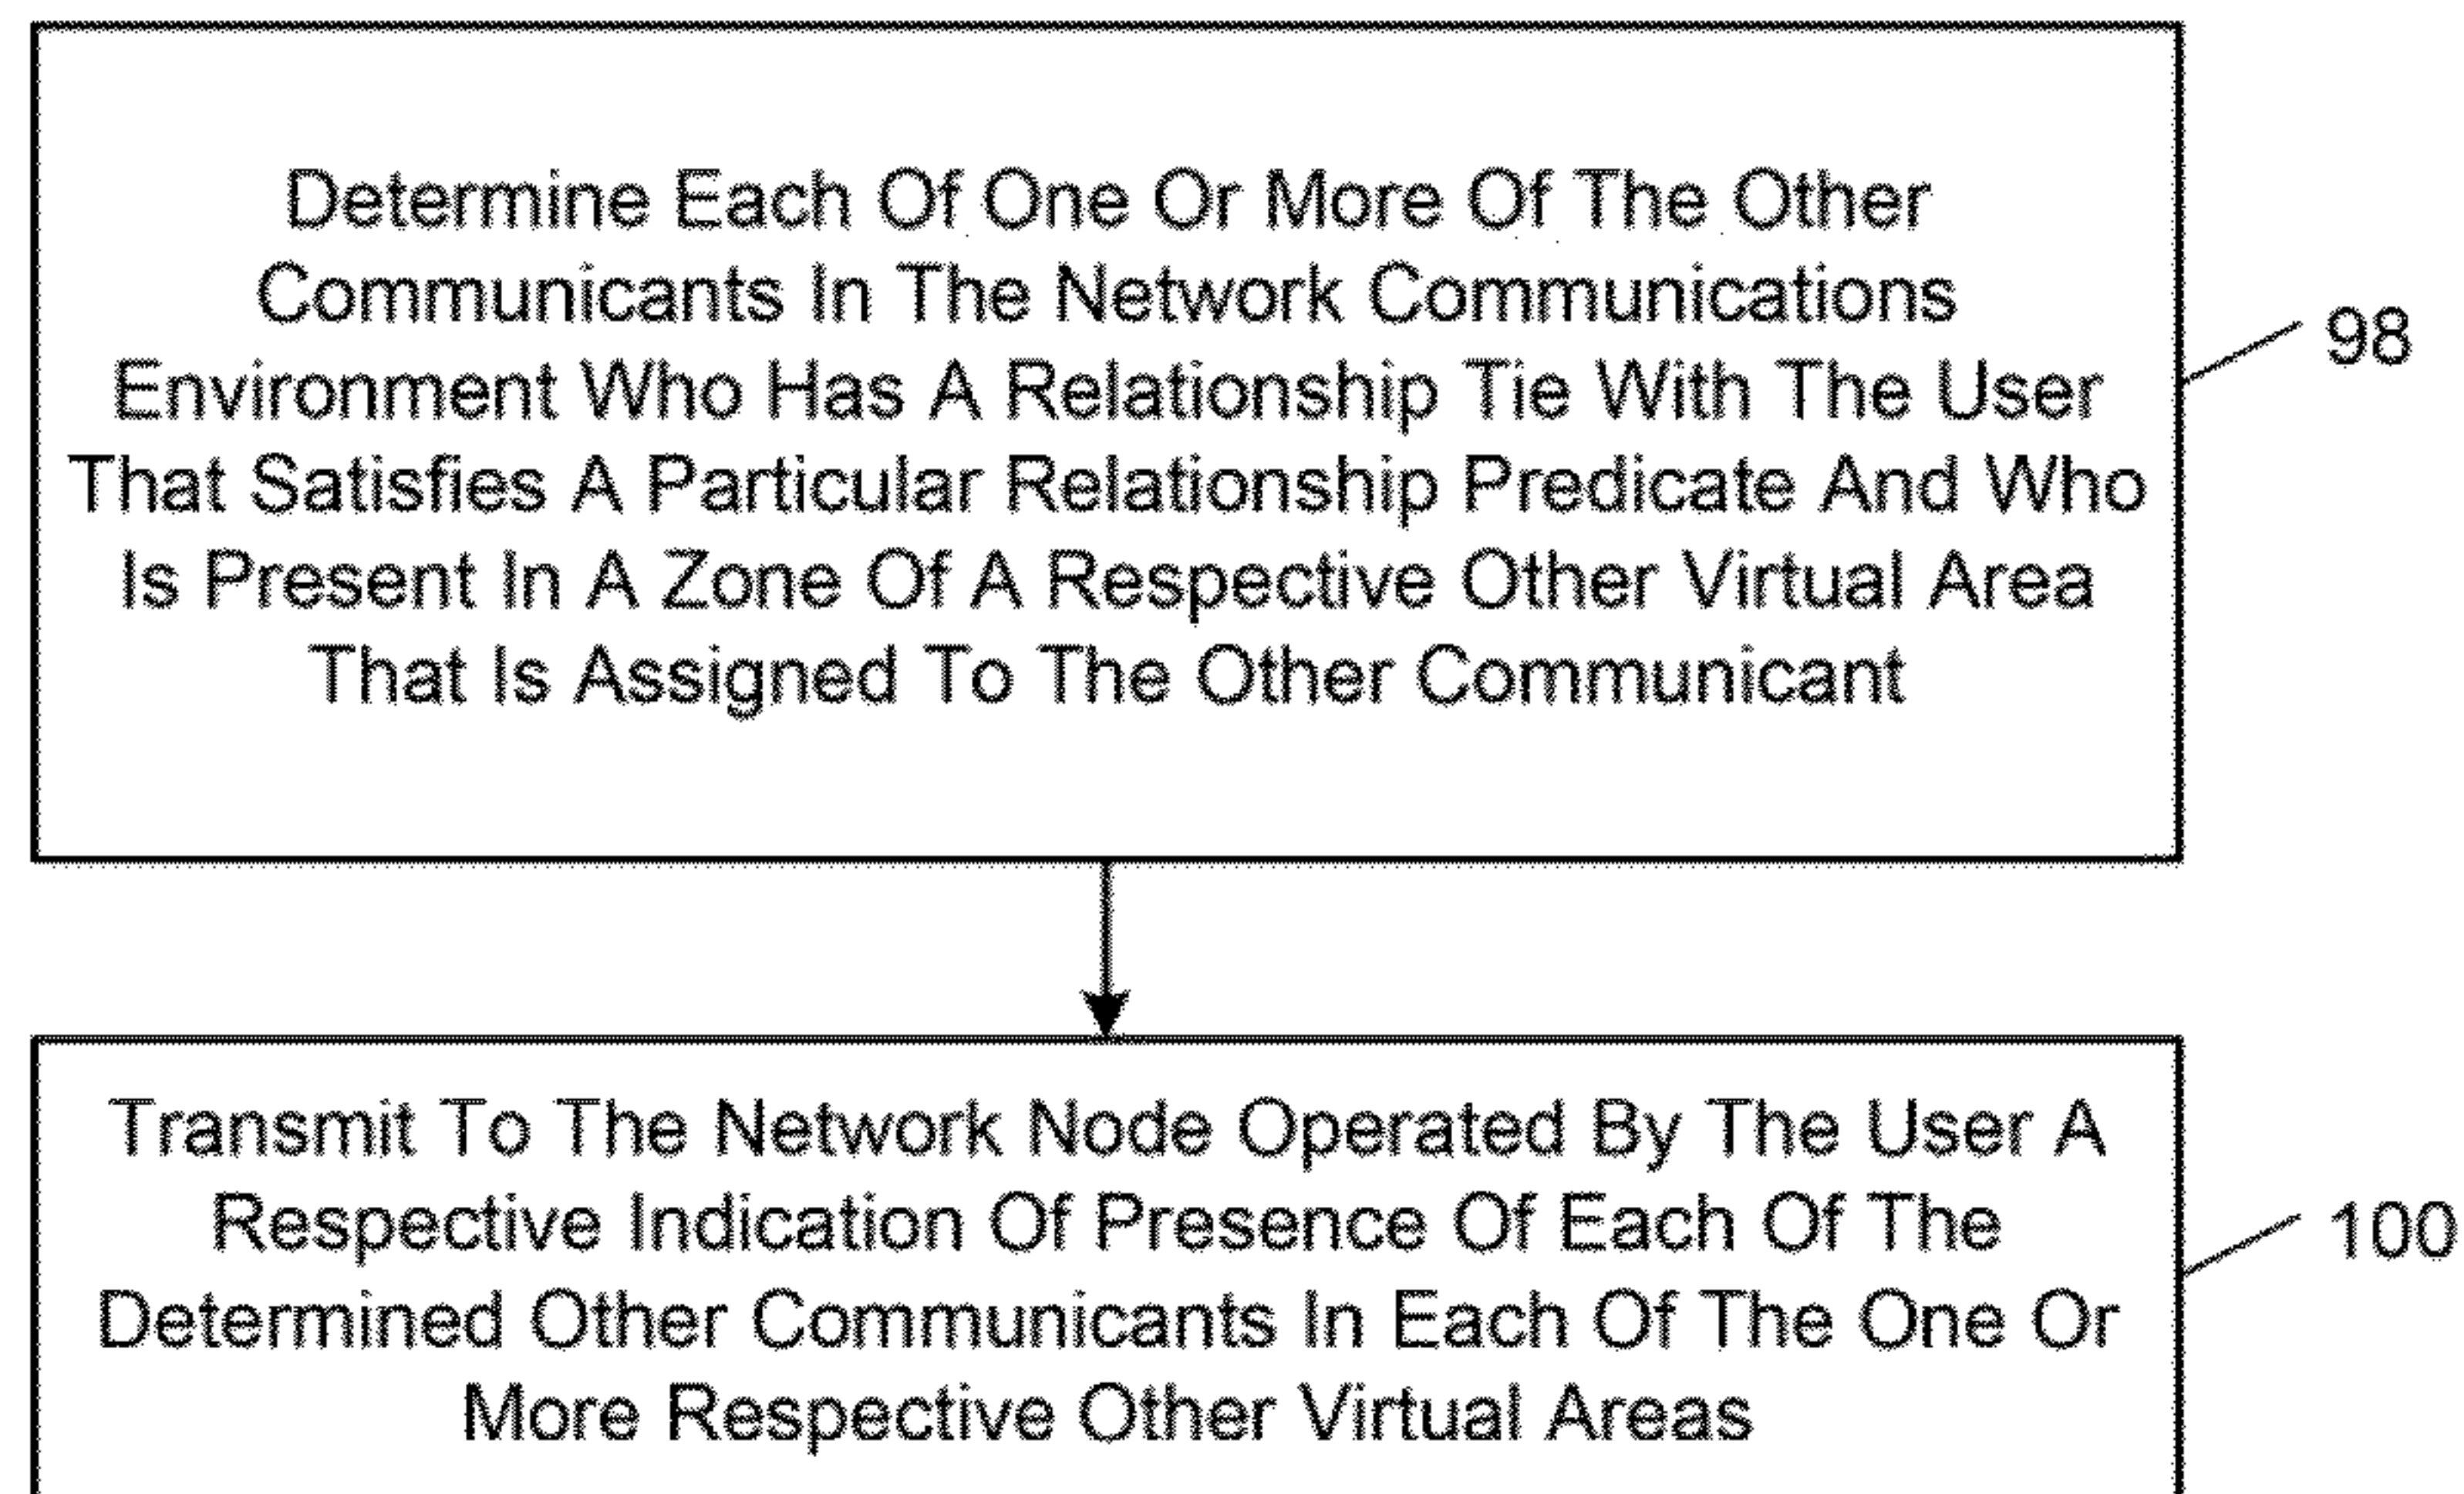 Determine Each Of One Or More Of The Other
Communicants In The Network Communications
Environment Who Has A Relationship Tie With The User
That Satisfies A Particular Relationship Predicate And Who
Is Present In A Zone Of A Respective Other Virtual Area
That Is Assigned To The Other Communicant
98
Transmit To The Network Node Operated By The User A
Respective Indication Of Presence Of Each Of The
Determined Other Communicants In Each Of The One Or
More Respective Other Virtual Areas
100